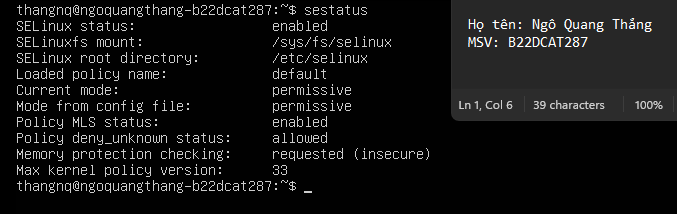 thangnq@ngoquangthang-b22dcat287:~$ sestatus
SELinux status:                 enabled
SELinuxfs mount:                /sys/fs/selinux
SELinux root directory:         /etc/selinux
Loaded policy name:             default
Current mode:                   permissive
Mode from config file:          permissive
Policy MLS status:              enabled
Policy deny_unknown status:     allowed
Memory protection checking:     requested (insecure)
Max kernel policy version:      33
thangnq@ngoquangthang-b22dcat287:~$ _
Họ tên: Ngô Quang Thắng
MSV: B22DCAT287
Ln 1, Col 6
39 characters
100%